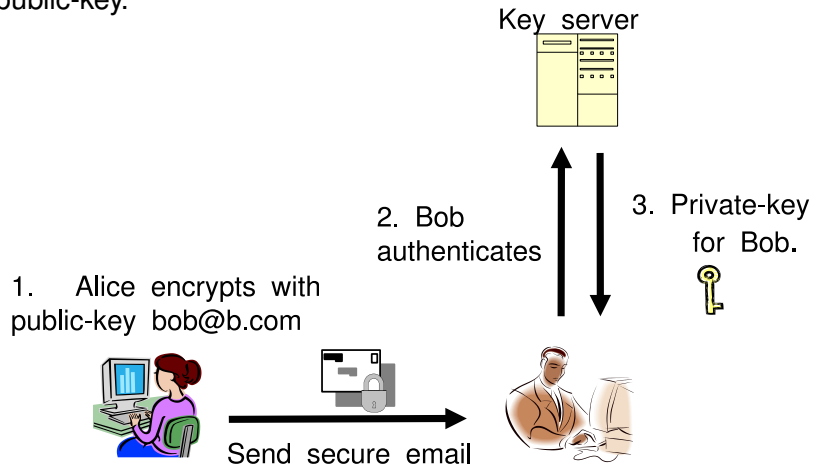 public-key.
Key server
2. Bob
authenticates
3. Private-key
for Bob.
1. Alice encrypts with
public-key bob@b.com
Send secure email